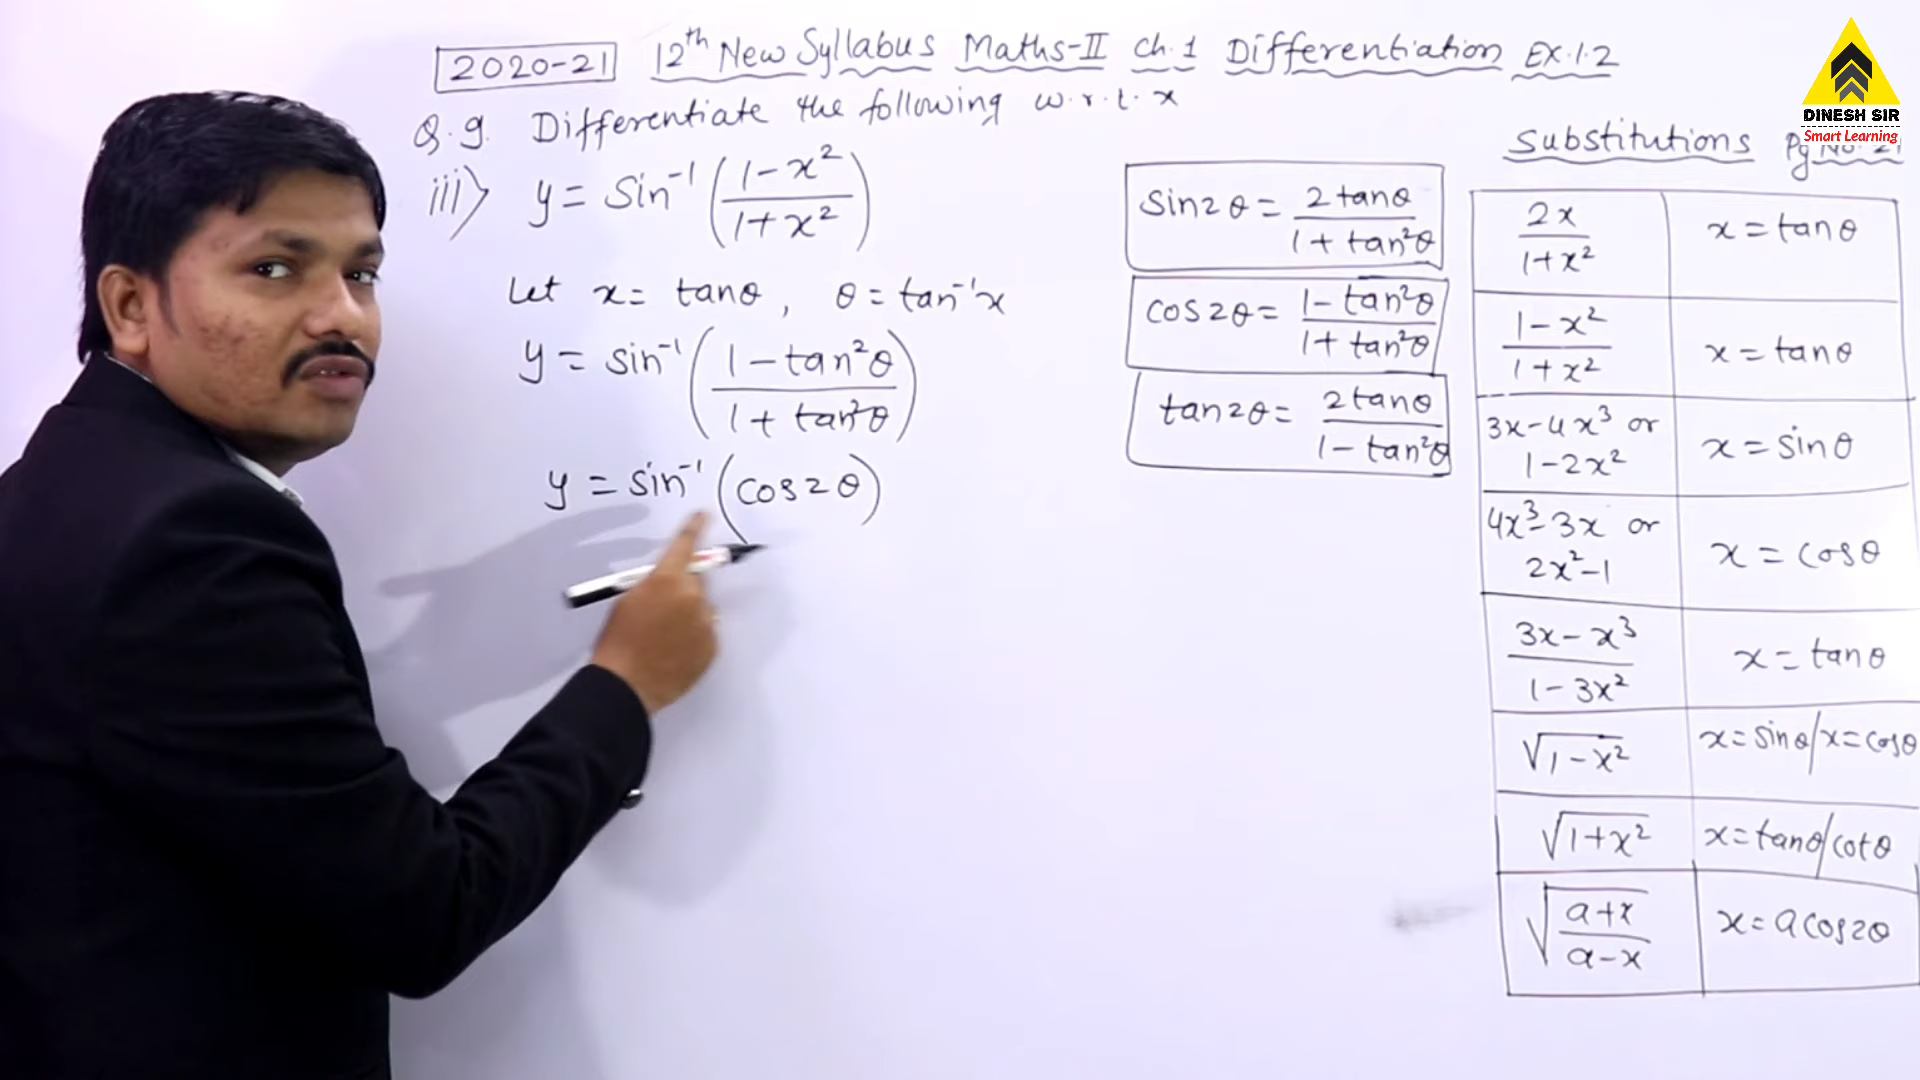 2020-21 12th New Syllabus Maths-II Ch.1 Differentiation Ex.1.2
Q.9. Differentiate the following w.r.t. x
iii) y = Sin⁻¹ (1-x² / 1+x²)
Let x = tanθ , θ = tan⁻¹x
y = sin⁻¹ (1 - tan²θ / 1 + tan²θ)
y = sin⁻¹ (cos2θ)
Sin2θ = 2tanθ / 1+tan²θ
cos2θ = 1-tan²θ / 1+tan²θ
tan2θ = 2tanθ / 1-tan²θ
DINESH SIR
Smart Learning
Substitutions Pg No. 21
2x / 1+x² x = tanθ
1-x² / 1+x² x = tanθ
3x-4x³ or
1-2x² x = sinθ
4x³-3x or
2x²-1 x = cosθ
3x-x³ / 1-3x² x = tanθ
√1-x² x = sinθ/x=cosθ
√1+x² x = tanθ/cotθ
√a+x / a-x x = acos2θ